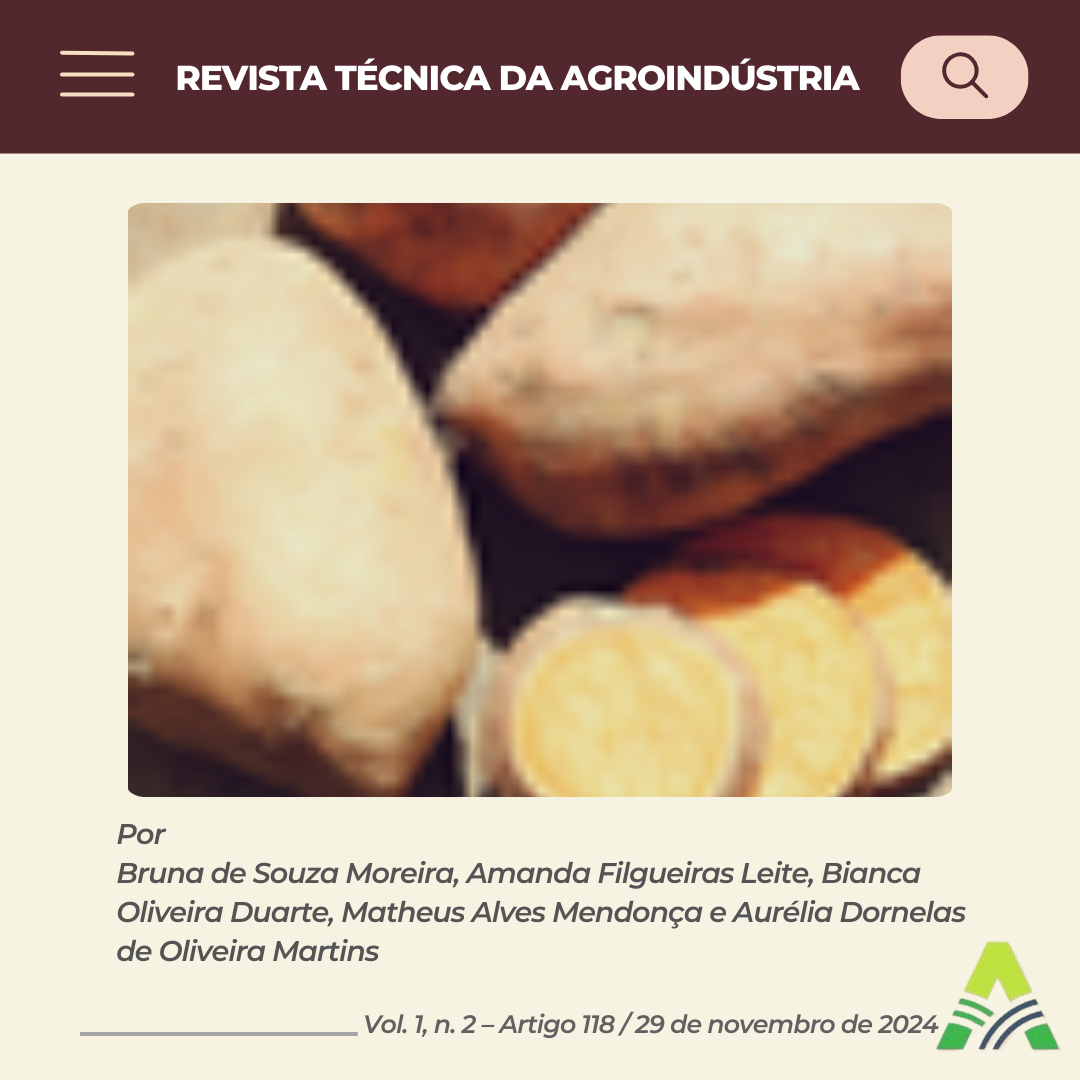 REVISTA TÉCNICA DA AGROINDÚSTRIA
Por
Bruna de Souza Moreira, Amanda Filgueiras Leite, Bianca
Oliveira Duarte, Matheus Alves Mendonça e Aurélia Dornelas
de Oliveira Martins
Vol. 1, n. 2 – Artigo 118 / 29 de novembro de 2024